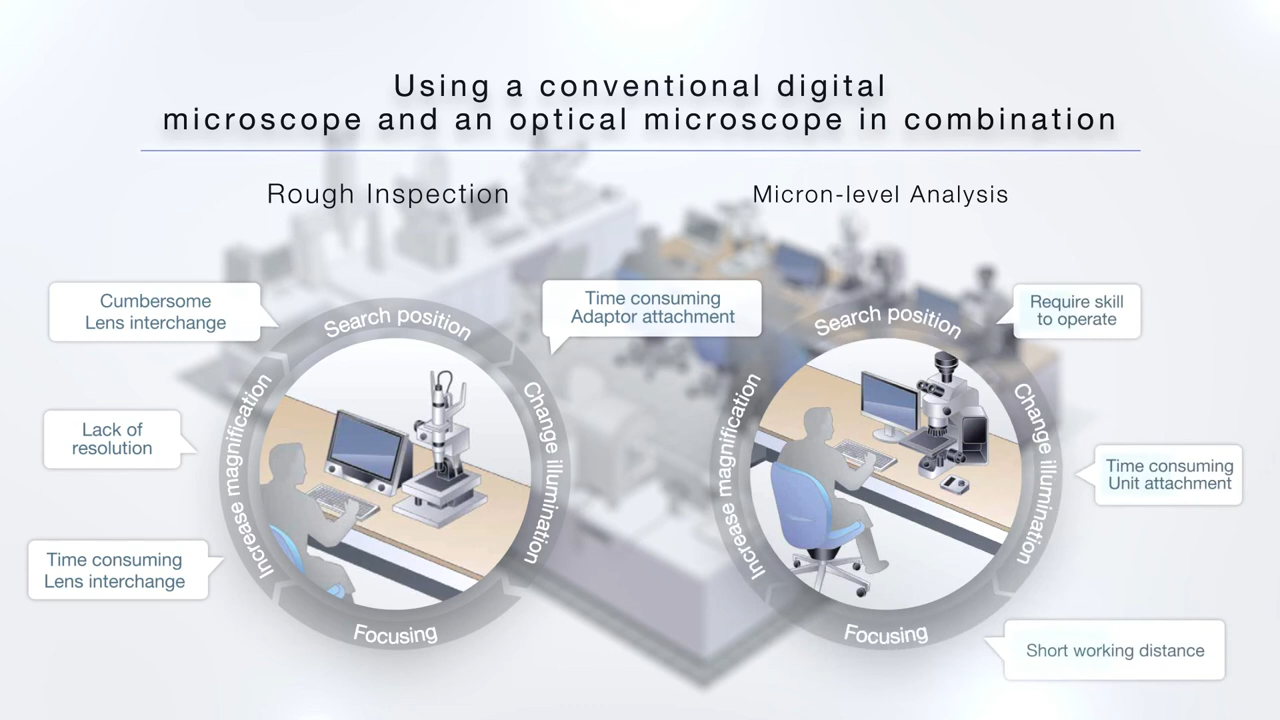 Using a conventional digital
microscope and an optical microscope in combination
Rough Inspection
Cumbersome
Lens interchange
Lack of
resolution
Time consuming
Lens interchange
Time consuming
Adaptor attachment
Search position
Change illumination
Focusing
Increase magnification
Micron-level Analysis
Require skill
to operate
Time consuming
Unit attachment
Short working distance
Search position
Change illumination
Focusing
Increase magnification